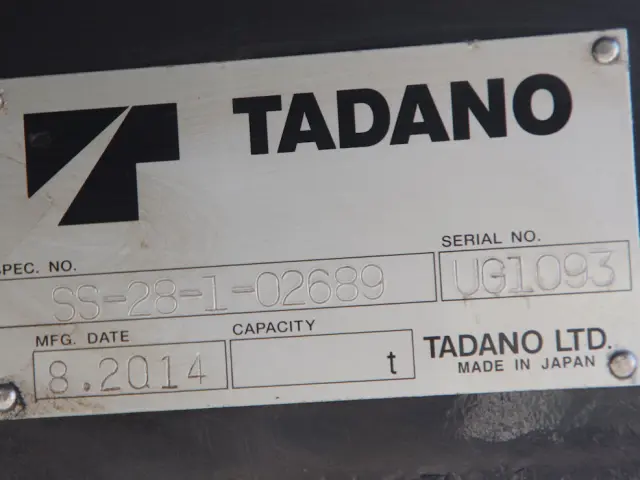 TADANO
SPEC. NO.
SS-28-1-02689
SERIAL NO.
UG1093
MFG. DATE
8.2014
CAPACITY
t
TADANO LTD.
MADE IN JAPAN